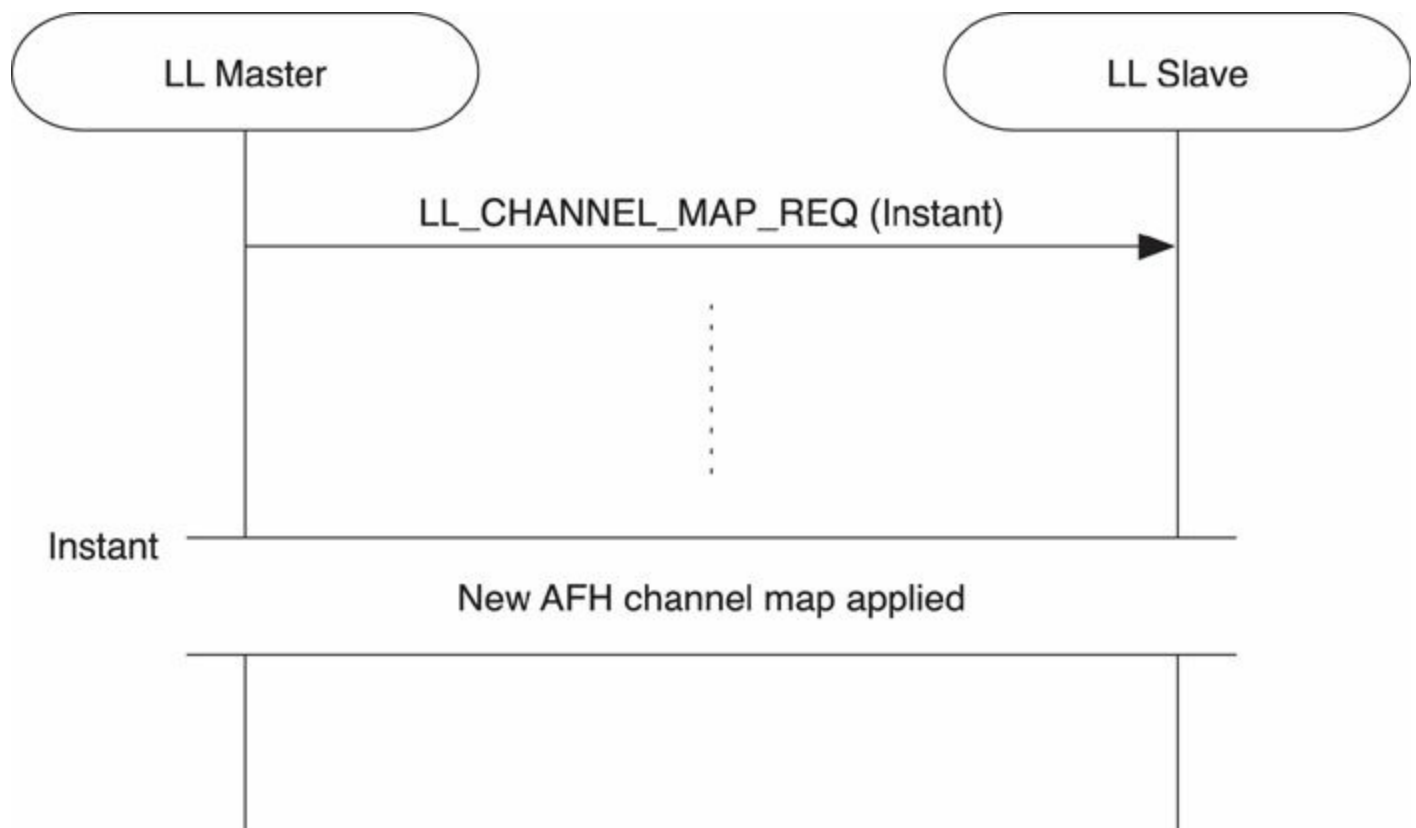 LL Master
LL Slave
LL_CHANNEL_MAP_REQ (Instant)
Instant
New AFH channel map applied